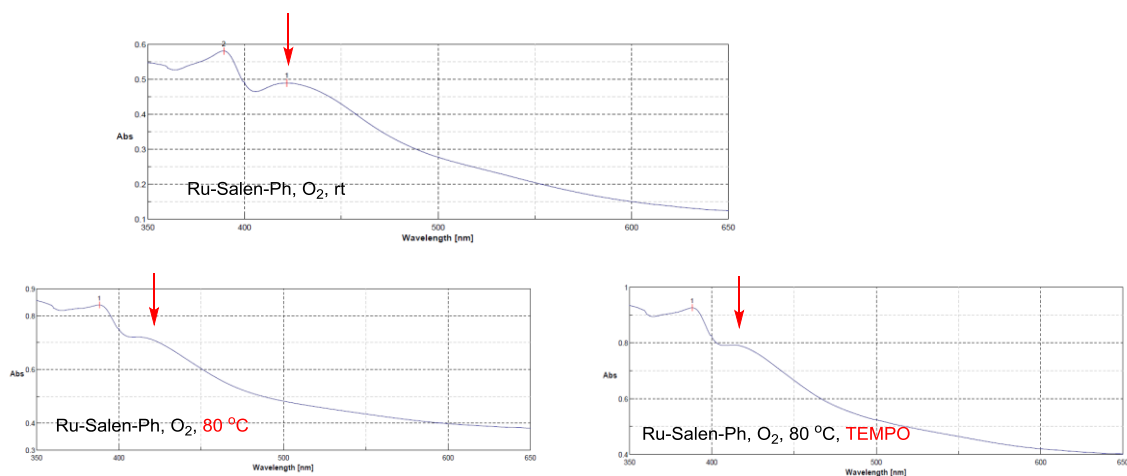 0.6
0.5
0.4
0.3
0.2
0.1
Abs
2
1
Ru-Salen-Ph, O₂, rt
350 400 500 600 650
Wavelength [nm]
0.9
0.8
0.6
0.4
0.3
Abs
1
Ru-Salen-Ph, O₂, 80 °C
350 400 500 600 650
Wavelength [nm]
1
0.8
0.6
0.4
Abs
1
Ru-Salen-Ph, O₂, 80 °C, TEMPO
350 400 500 600 650
Wavelength [nm]